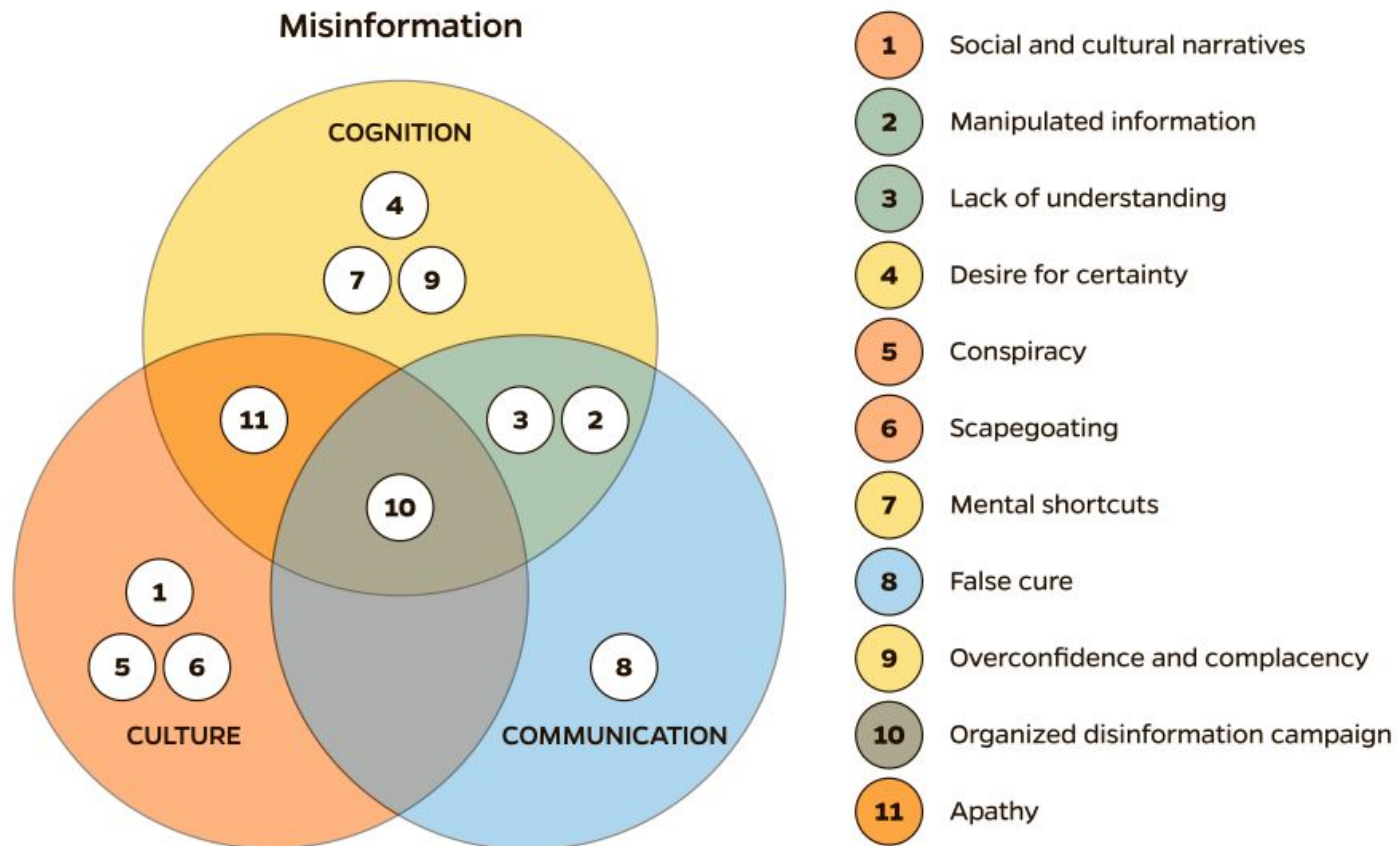 Misinformation
COGNITION
4
7 9
11
3 2
10
1
5 6
8
CULTURE
COMMUNICATION
1 Social and cultural narratives
2 Manipulated information
3 Lack of understanding
4 Desire for certainty
5 Conspiracy
6 Scapegoating
7 Mental shortcuts
8 False cure
9 Overconfidence and complacency
10 Organized disinformation campaign
11 Apathy